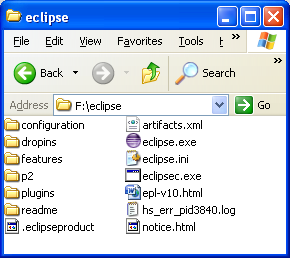 eclipse
File Edit View Favorites Tools H »
Back Search »
Address F:\eclipse Go
configuration artifacts.xml
dropins eclipse.exe
features eclipse.ini
p2 eclipsec.exe
plugins epl-v10.html
readme hs_err_pid3840.log
.eclipseproduct notice.html